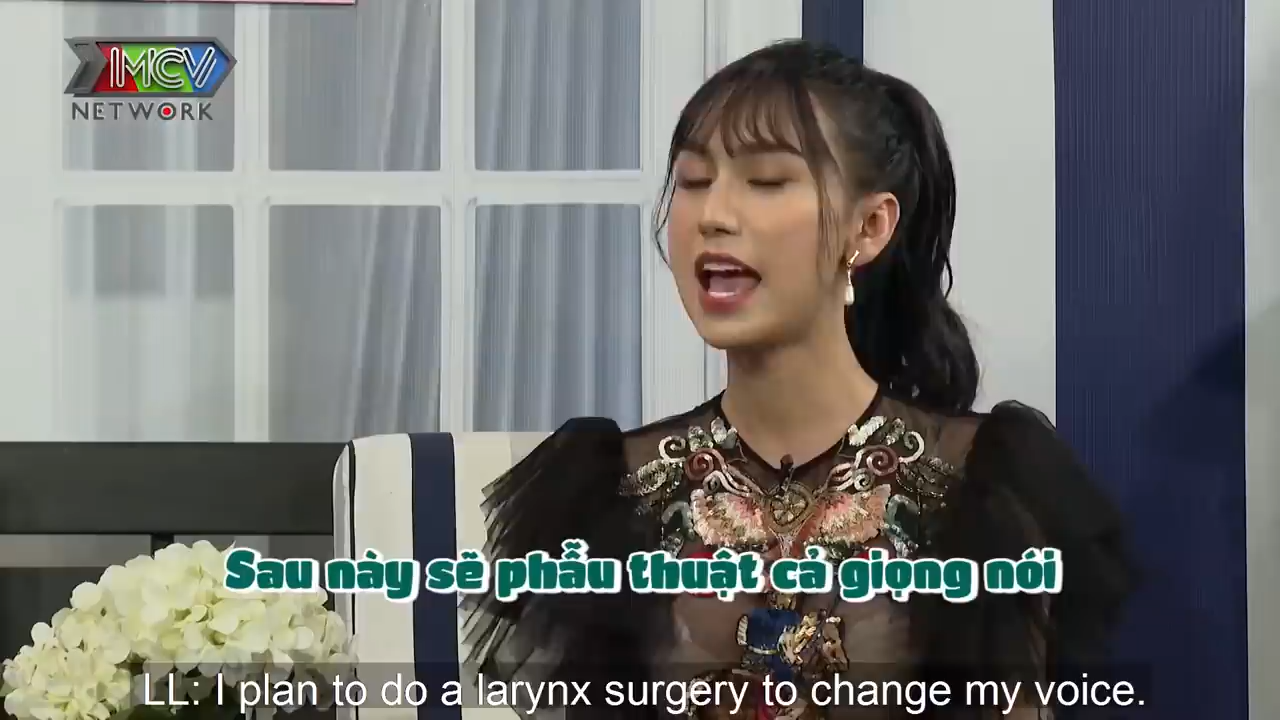 MCV
NETWORK
Sau này sẽ phẫu thuật cả giọng nói
LL: I plan to do a larynx surgery to change my voice.